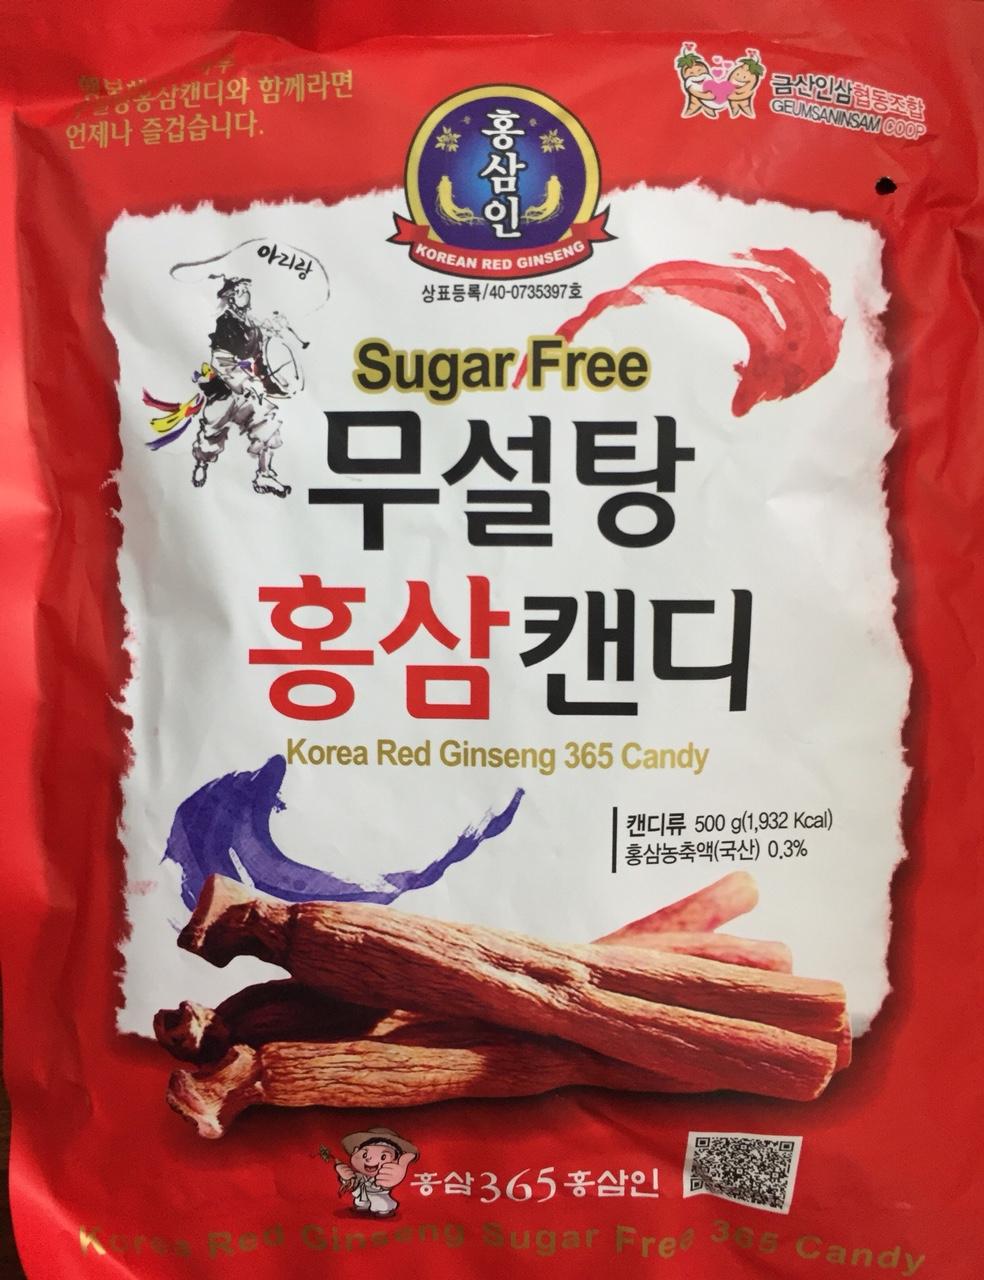 홍삼캔디와 함께라면
언제나 즐겁습니다.
금산인삼협동조합
GEUMSANINSAM COOP
홍삼인
KOREAN RED GINSENG
상표등록/40-0735397호
아리랑
Sugar Free
무설탕
홍삼캔디
Korea Red Ginseng 365 Candy
캔디류 500 g(1,932 Kcal)
홍삼농축액(국산) 0.3%
홍삼365홍삼인
Korea Red Ginseng Sugar Free 365 Candy